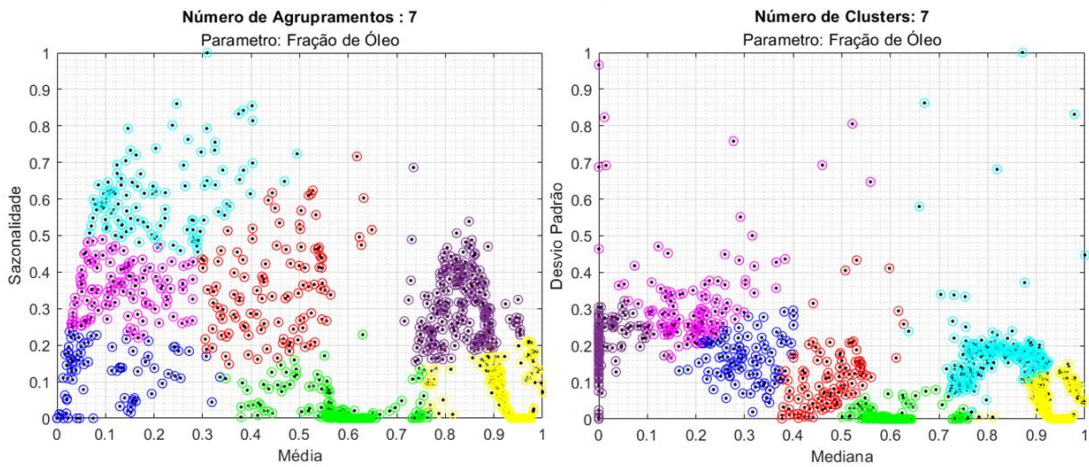 Número de Agrupramentos : 7
Parametro: Fração de Óleo
1
0.9
0.8
0.7
0.6
0.5
0.4
0.3
0.2
0.1
0
Sazonalidade
0 0.1 0.2 0.3 0.4 0.5 0.6 0.7 0.8 0.9 1
Média
Número de Clusters: 7
Parametro: Fração de Óleo
1
0.9
0.8
0.7
0.6
0.5
0.4
0.3
0.2
0.1
0
Desvio Padrão
0 0.1 0.2 0.3 0.4 0.5 0.6 0.7 0.8 0.9 1
Mediana